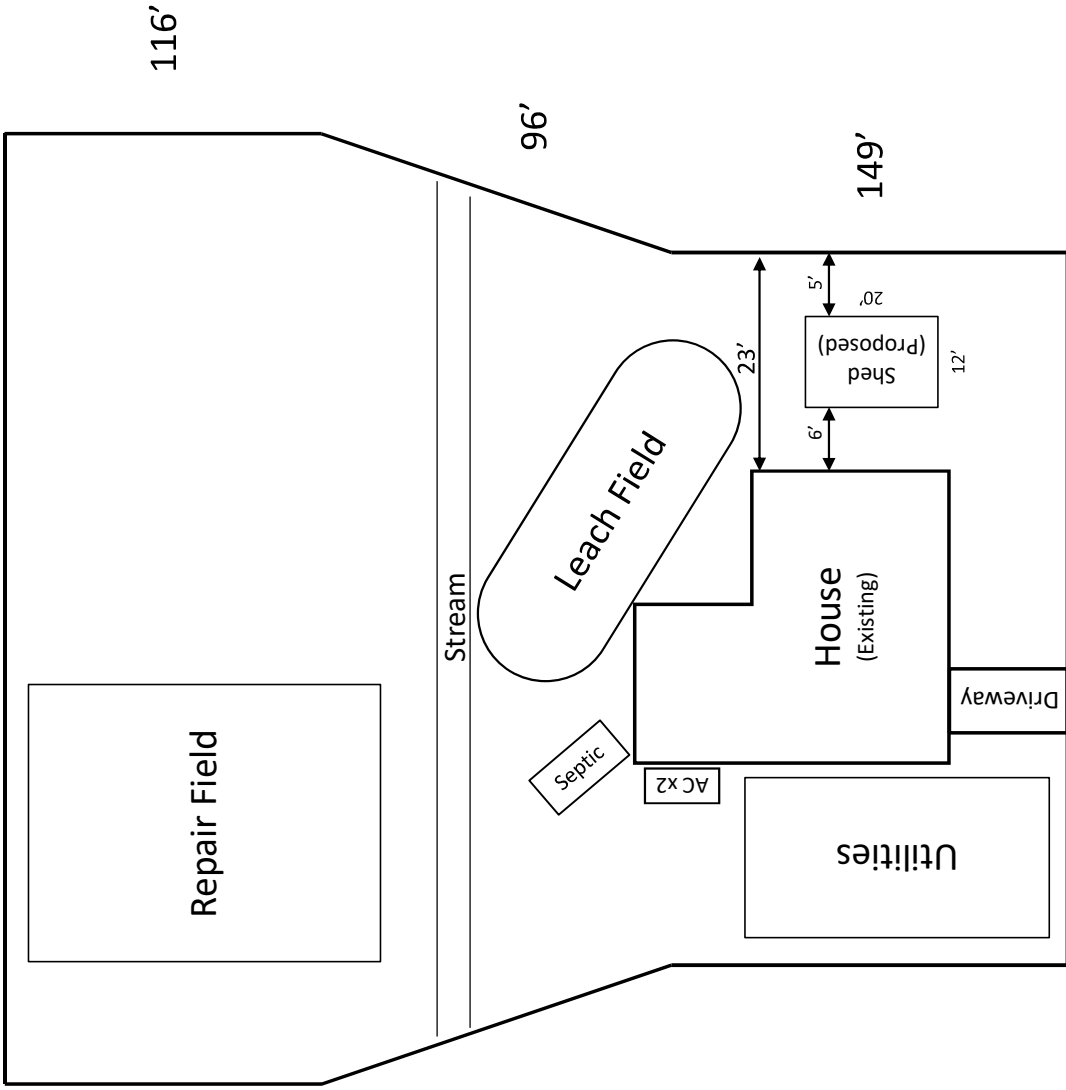 116’
96’
149’
Stream
Leach Field
23’
5’
20’
Shed
(Proposed)
12’
6’
House
(Existing)
Driveway
Septic
AC x2
Utilities
Repair Field